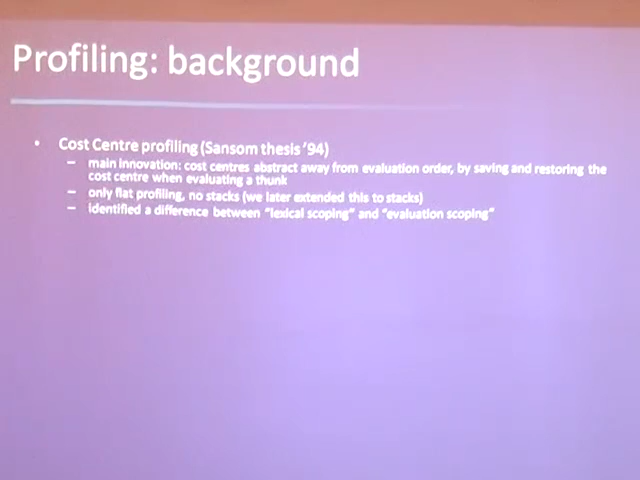 Profiling: background
• Cost Centre profiling (Sansom thesis '94)
– main innovation: cost centres abstract away from evaluation order, by saving and restoring the
cost centre when evaluating a thunk
– only flat profiling, no stacks (we later extended this to stacks)
– identified a difference between "lexical scoping" and "evaluation scoping"